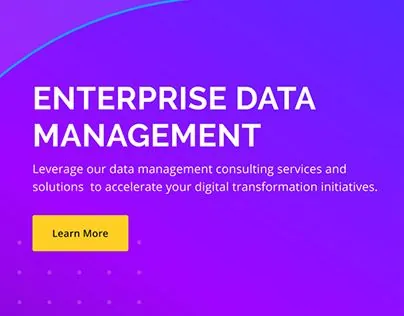 ENTERPRISE DATA
MANAGEMENT
Leverage our data management consulting services and
solutions  to accelerate your digital transformation initiatives.
Learn More